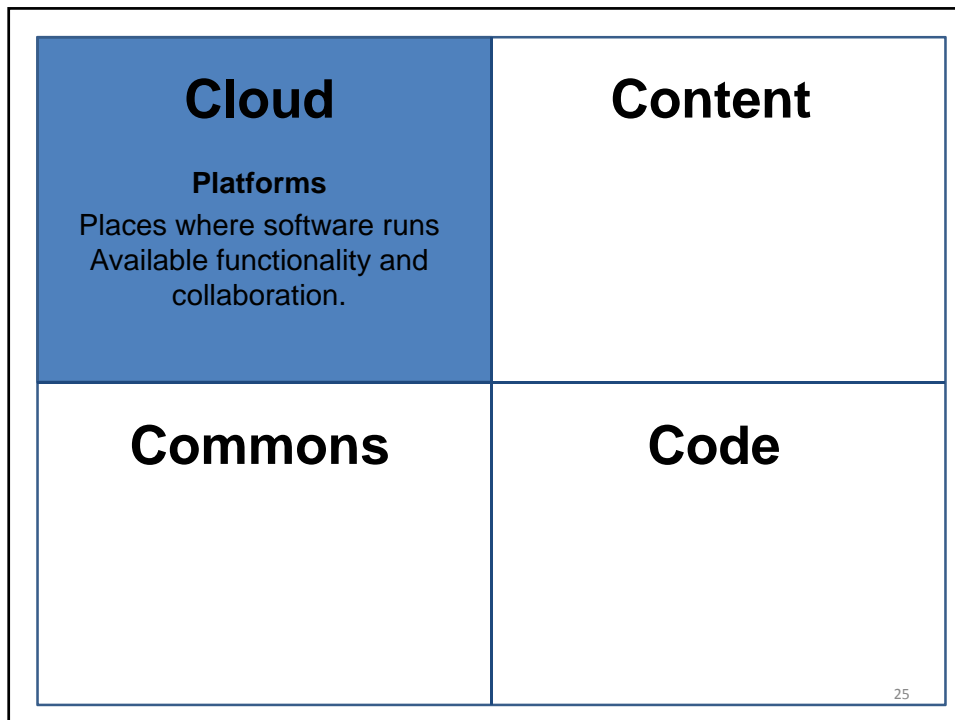 Cloud
Platforms
Places where software runs
Available functionality and
collaboration.
Content
Commons
Code
25